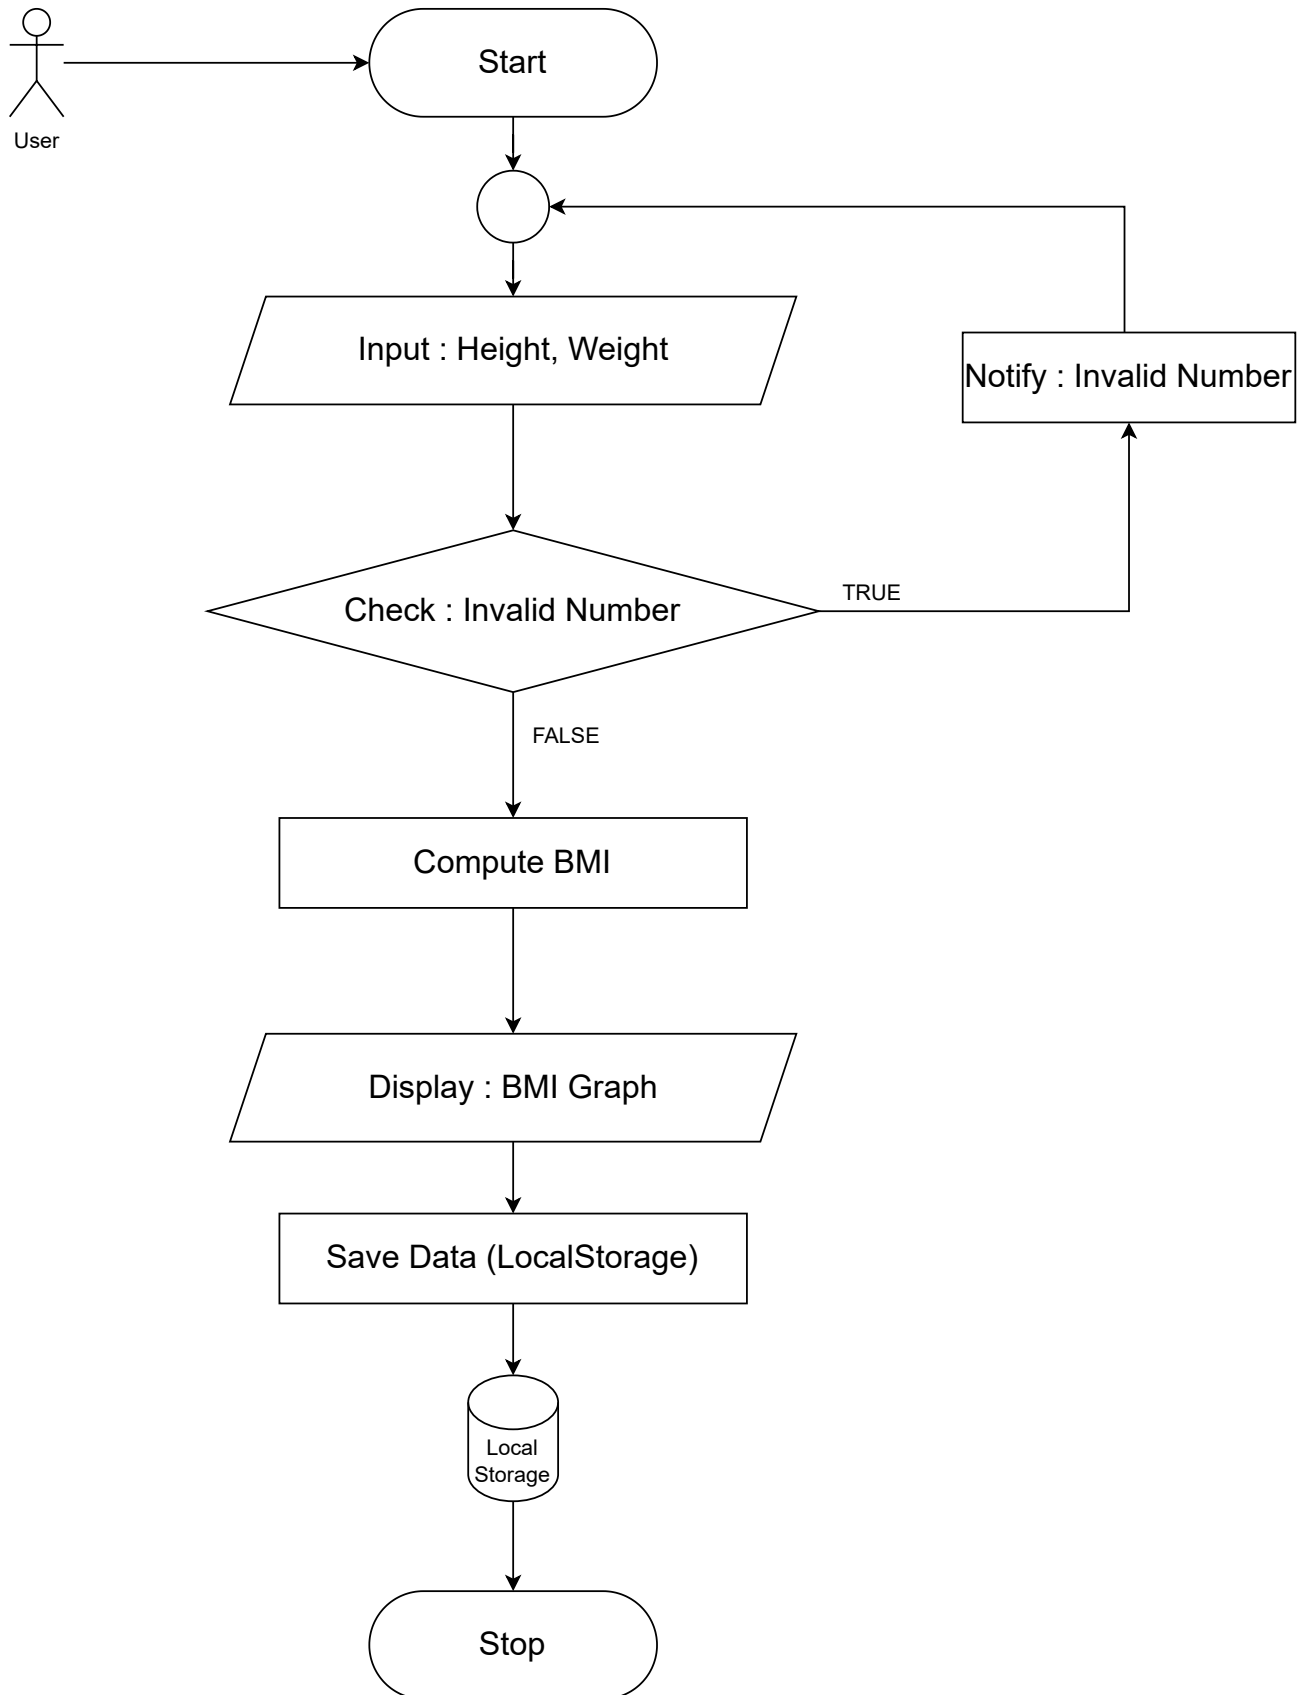 Start
User
Input : Height, Weight
Notify : Invalid Number
Check : Invalid Number
TRUE
FALSE
Compute BMI
Display : BMI Graph
Save Data (LocalStorage)
Local
Storage
Stop